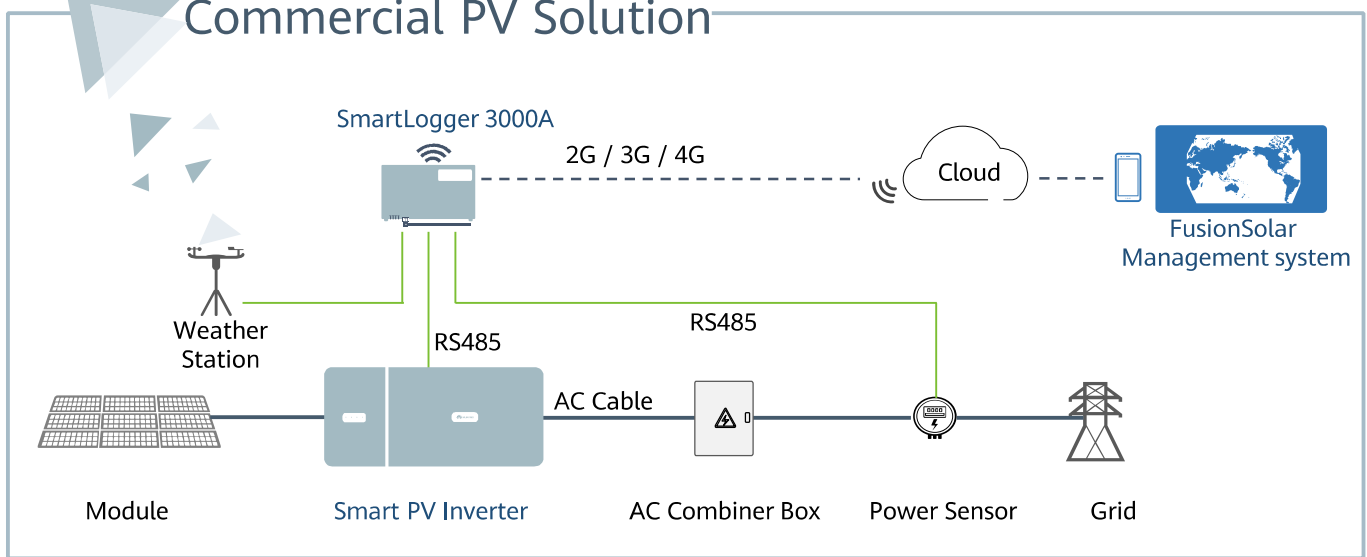 Commercial PV Solution
SmartLogger 3000A
2G / 3G / 4G
Cloud
FusionSolar
Management system
Weather
Station
RS485
RS485
AC Cable
Module
Smart PV Inverter
AC Combiner Box
Power Sensor
Grid